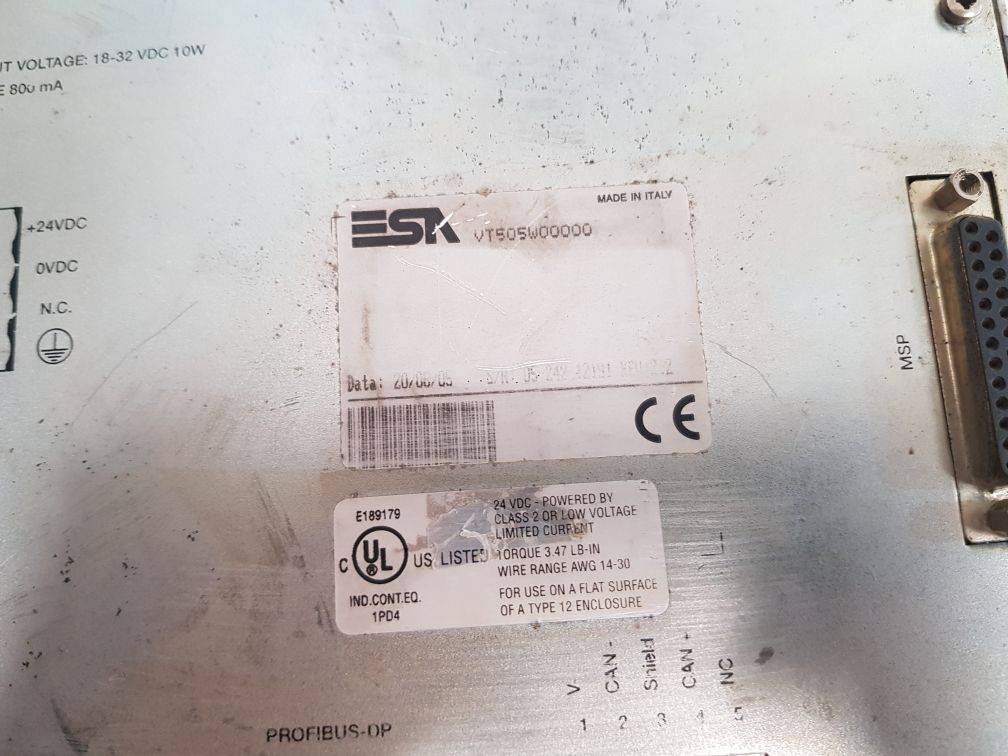 UT VOLTAGE: 18-32 VDC 10W
E 800 mA
+24VDC
0VDC
N.C.
ESA
MADE IN ITALY
VT505W00000
Data: 20/06/05
CE
MSP
E189179
C UL ® US LISTED
IND.CONT.EQ.
1PD4
24 VDC - POWERED BY
CLASS 2 OR LOW VOLTAGE
LIMITED CURRENT
TORQUE 3.47 LB-IN
WIRE RANGE AWG 14-30
FOR USE ON A FLAT SURFACE
OF A TYPE 12 ENCLOSURE
V-
CAN -
Shield
CAN +
NC
1 2 3 4 5
PROFIBUS-DP